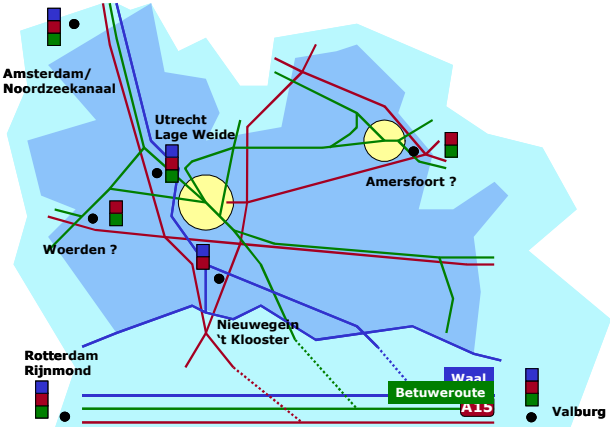 Amsterdam/
Noordzeekanaal
Utrecht
Lage Weide
Amersfoort ?
Woerden ?
Nieuwegein
‘t Klooster
Rotterdam
Rijnmond
Waal
Betuweroute
A15
Valburg